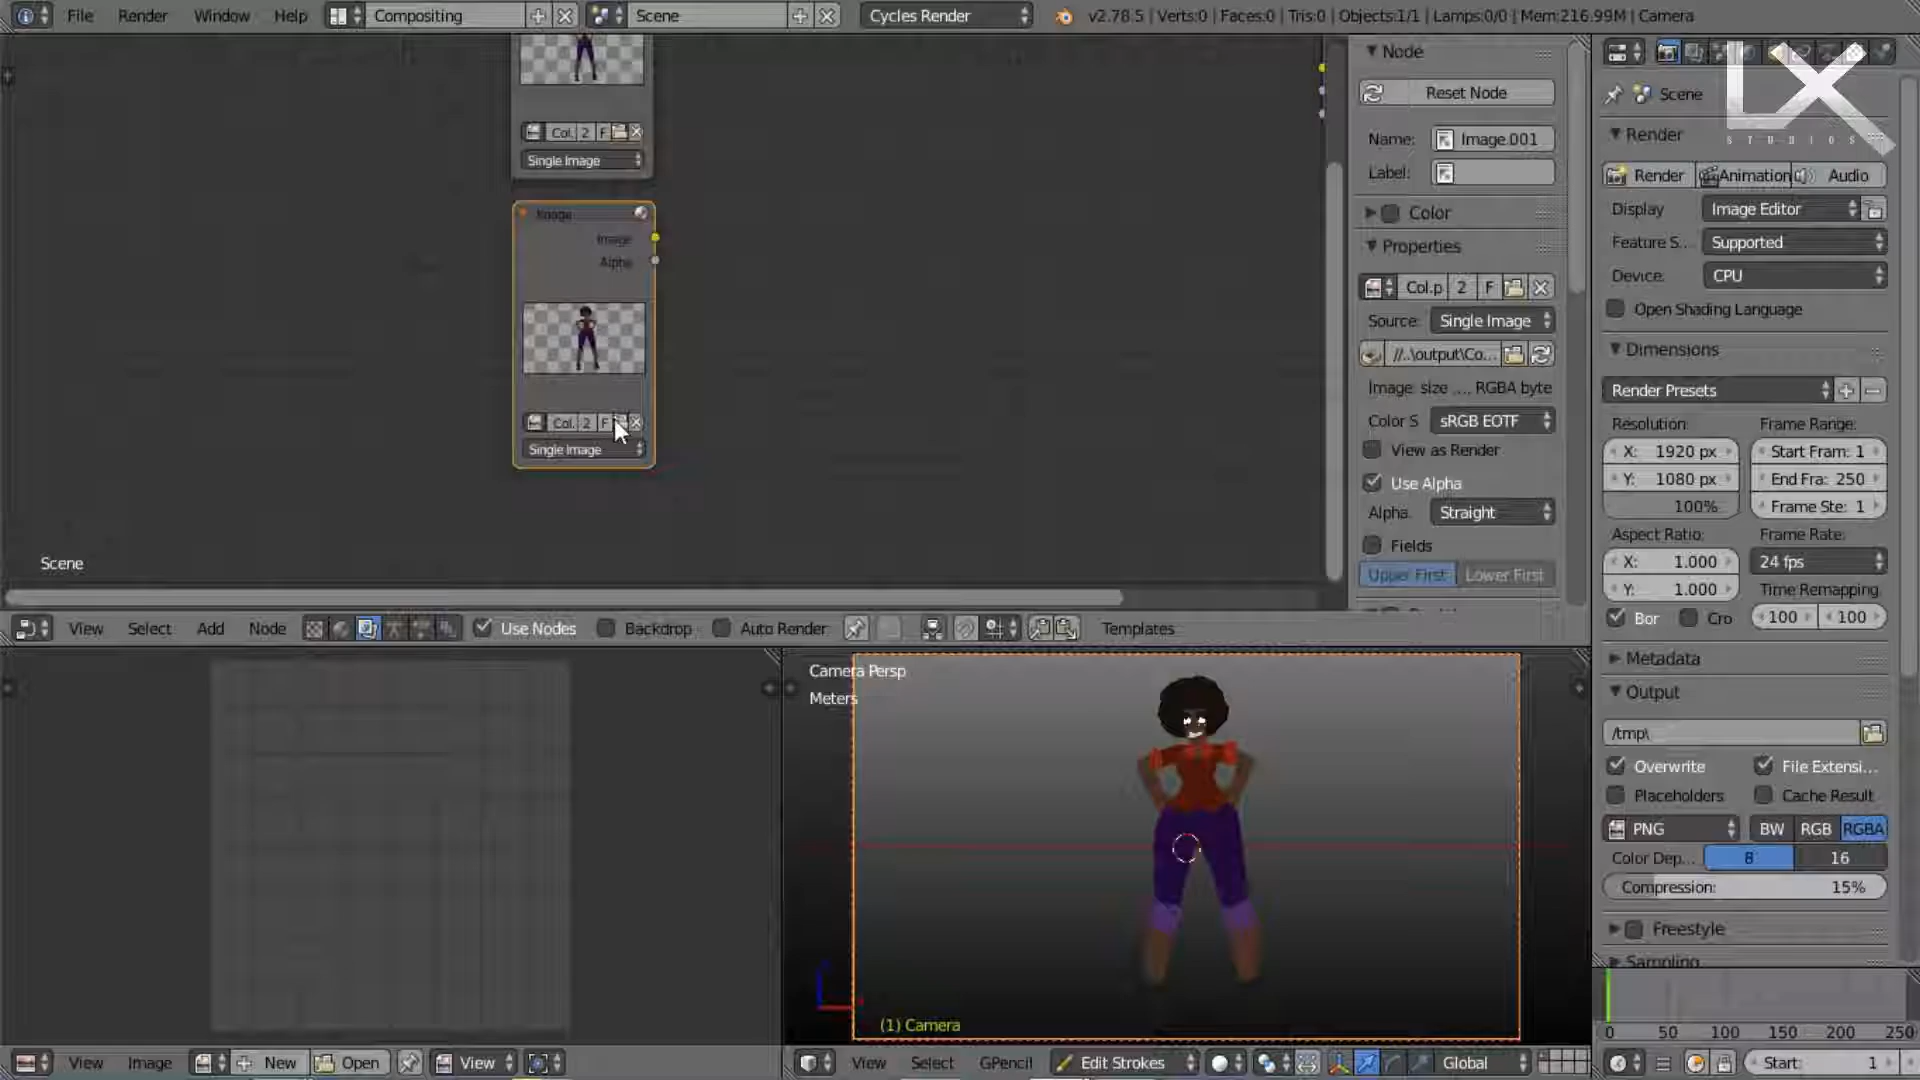 File Render Window Help Compositing Scene Cycles Render v2.78.5 | Verts:0 | Faces:0 | Tris:0 | Objects:1/1 | Lamps:0/0 | Mem:216.99M | Camera
Col. 2 F
Single Image
Image
Image
Alpha
Col. 2 F
Single Image
Scene
Node
Reset Node
Name: Image.001
Label:
Color
Properties
Col.p 2 F
Source: Single Image
//..\output\Co...
Image: size .... RGBA byte
Color S sRGB EOTF
View as Render
Use Alpha
Alpha: Straight
Fields
Upper First Lower First
LX
STUDIOS
Scene
Render
Render Animation Audio
Display Image Editor
Feature S... Supported
Device: CPU
Open Shading Language
Dimensions
Render Presets
Resolution: Frame Range:
X: 1920 px Start Fram: 1
Y: 1080 px End Fra: 250
100% Frame Ste: 1
Aspect Ratio: Frame Rate:
X: 1.000 24 fps
Y: 1.000 Time Remapping
Bor Cro 100 100
Metadata
Output
/tmp\
Overwrite File Extensi...
Placeholders Cache Result
PNG BW RGB RGBA
Color Dep... 8 16
Compression: 15%
Freestyle
Sampling
View Select Add Node Use Nodes Backdrop Auto Render Templates
Camera Persp
Meters
(1) Camera
0 50 100 150 200 250
View Image New Open View
View Select GPencil Edit Strokes Global
Start: 1